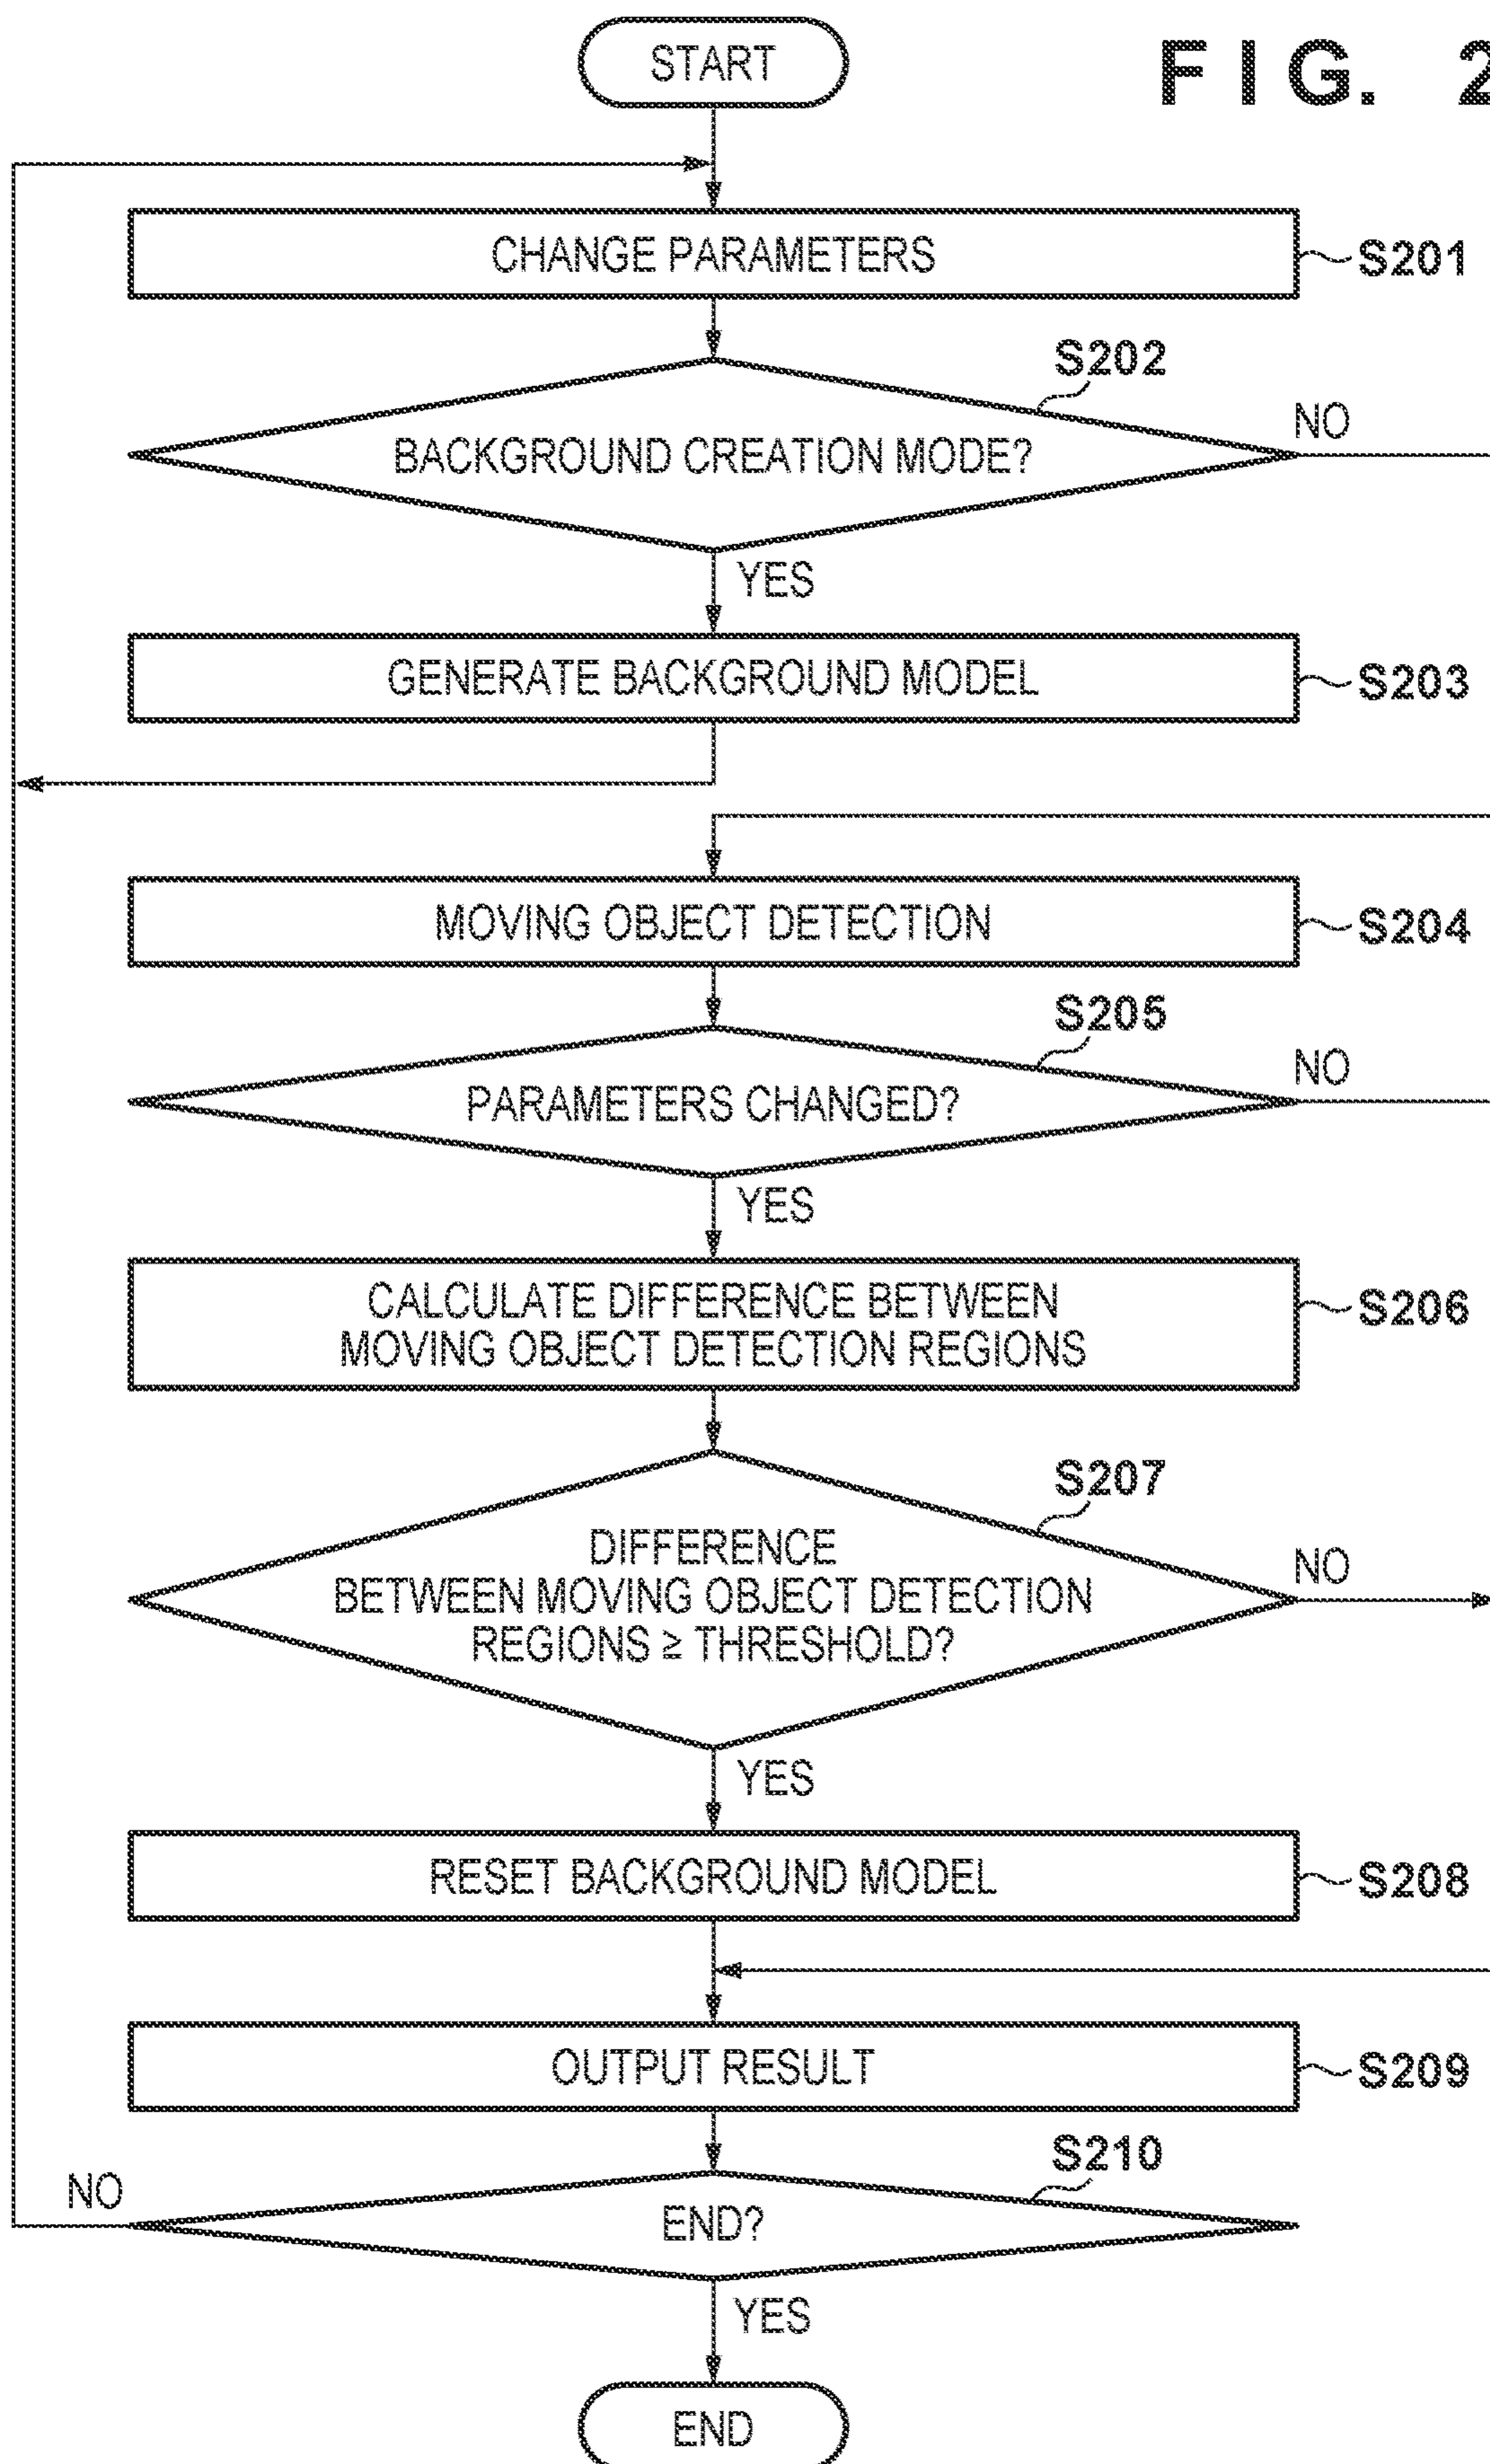 START
FIG. 2
CHANGE PARAMETERS
S201
S202
BACKGROUND CREATION MODE?
NO
YES
GENERATE BACKGROUND MODEL
S203
MOVING OBJECT DETECTION
S204
S205
PARAMETERS CHANGED?
NO
YES
CALCULATE DIFFERENCE BETWEEN
MOVING OBJECT DETECTION REGIONS
S206
S207
DIFFERENCE
BETWEEN MOVING OBJECT DETECTION
REGIONS ≥ THRESHOLD?
NO
YES
RESET BACKGROUND MODEL
S208
OUTPUT RESULT
S209
S210
NO
END?
YES
END